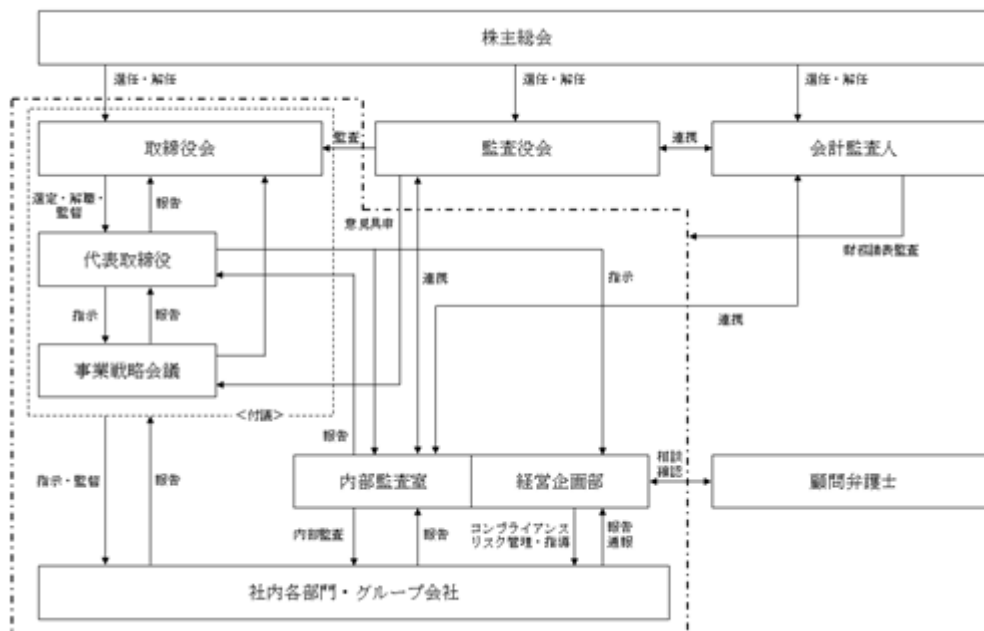 株主総会
選任・解任
選任・解任
選任・解任
取締役会
監査
監査役会
連携
会計監査人
選定・解職・
監督
報告
意見具申
財務諸表監査
代表取締役
指示
報告
連携
指示
連携
事業戦略会議
＜付議＞
報告
指示・監督
報告
内部監査室
経営企画部
相談
確認
顧問弁護士
内部監査
報告
コンプライアンス
リスク管理・指導
報告
通報
社内各部門・グループ会社